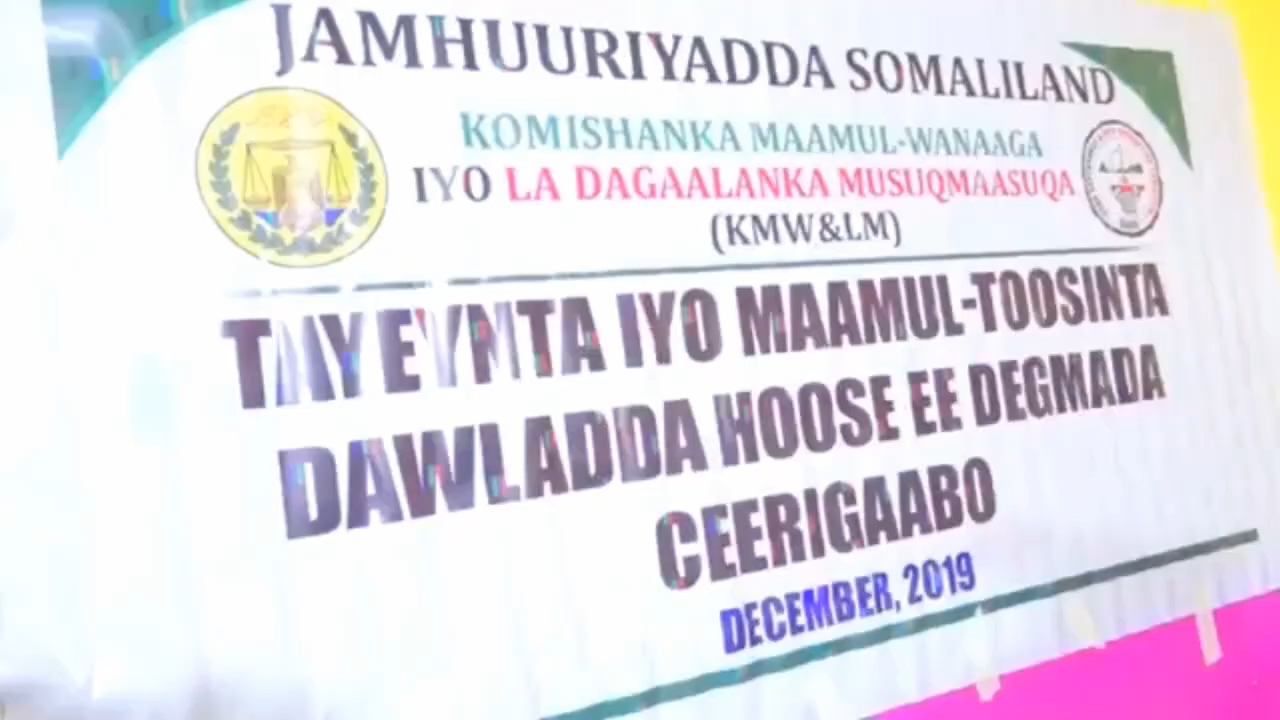 JAMHUURIYADDA SOMALILAND
KOMISHANKA MAAMUL-WANAAGA
IYO LA DAGAALANKA MUSUQMAASUQA
(KMW&LM)
TAYEYNTA IYO MAAMUL-TOOSINTA
DAWLADDA HOOSE EE DEGMADA
CEERIGAABO
DECEMBER, 2019